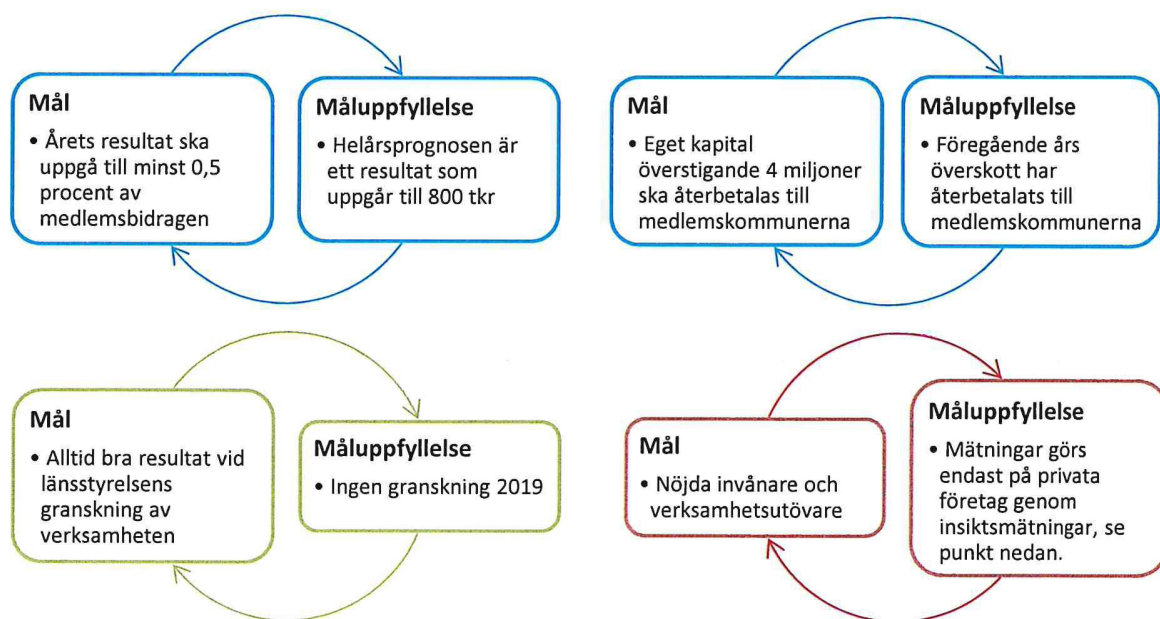 Mål
• Årets resultat ska
uppgå till minst 0,5
procent av
medlemsbidragen
Måluppfyllelse
• Helårsprognosen är
ett resultat som
uppgår till 800 tkr
Mål
• Eget kapital
överstigande 4 miljoner
ska återbetalas till
medlemskommunerna
Måluppfyllelse
• Föregående års
överskott har
återbetalats till
medlemskommunerna
Mål
• Alltid bra resultat vid
länsstyrelsens
granskning av
verksamheten
Måluppfyllelse
• Ingen granskning 2019
Mål
• Nöjda invånare och
verksamhetsutövare
Måluppfyllelse
• Mätningar görs
endast på privata
företag genom
insiktsmätningar, se
punkt nedan.